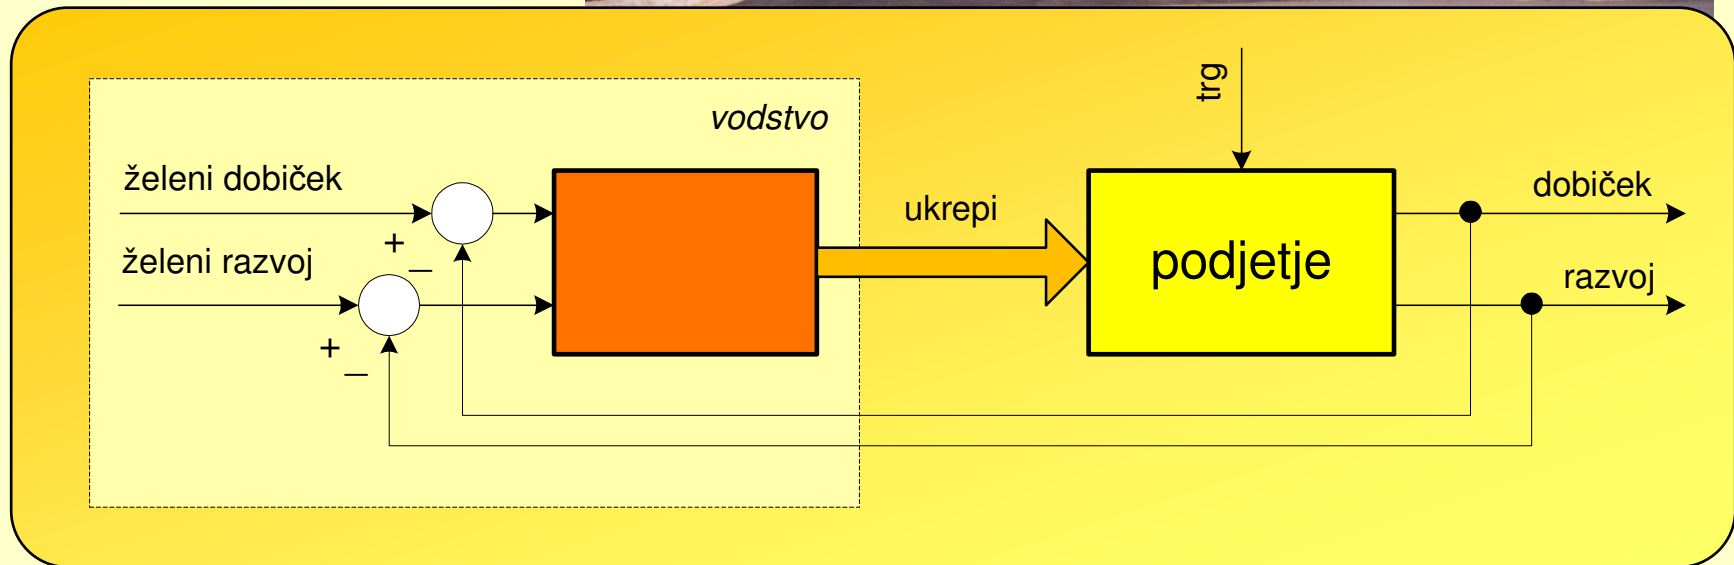 trg
vodstvo
želeni dobiček
dobiček
ukrepi
+
–
želeni razvoj
podjetje
razvoj
+
–